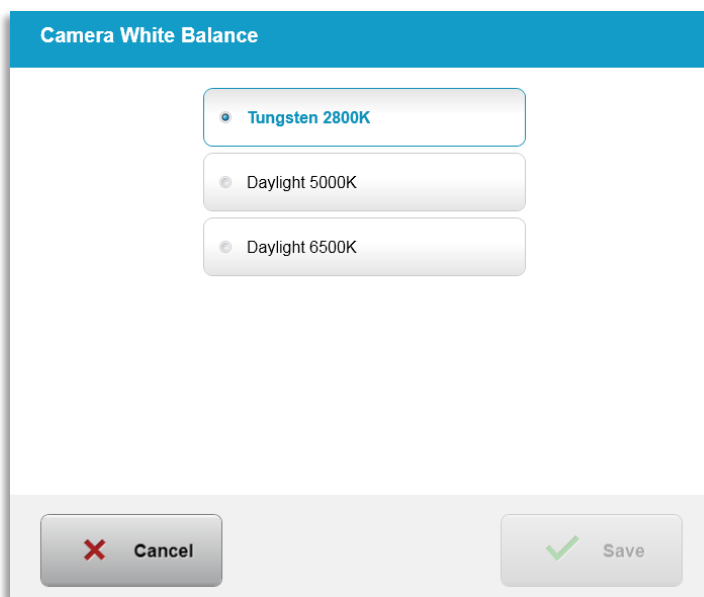 Camera White Balance
Tungsten 2800K
Daylight 5000K
Daylight 6500K
Cancel
Save